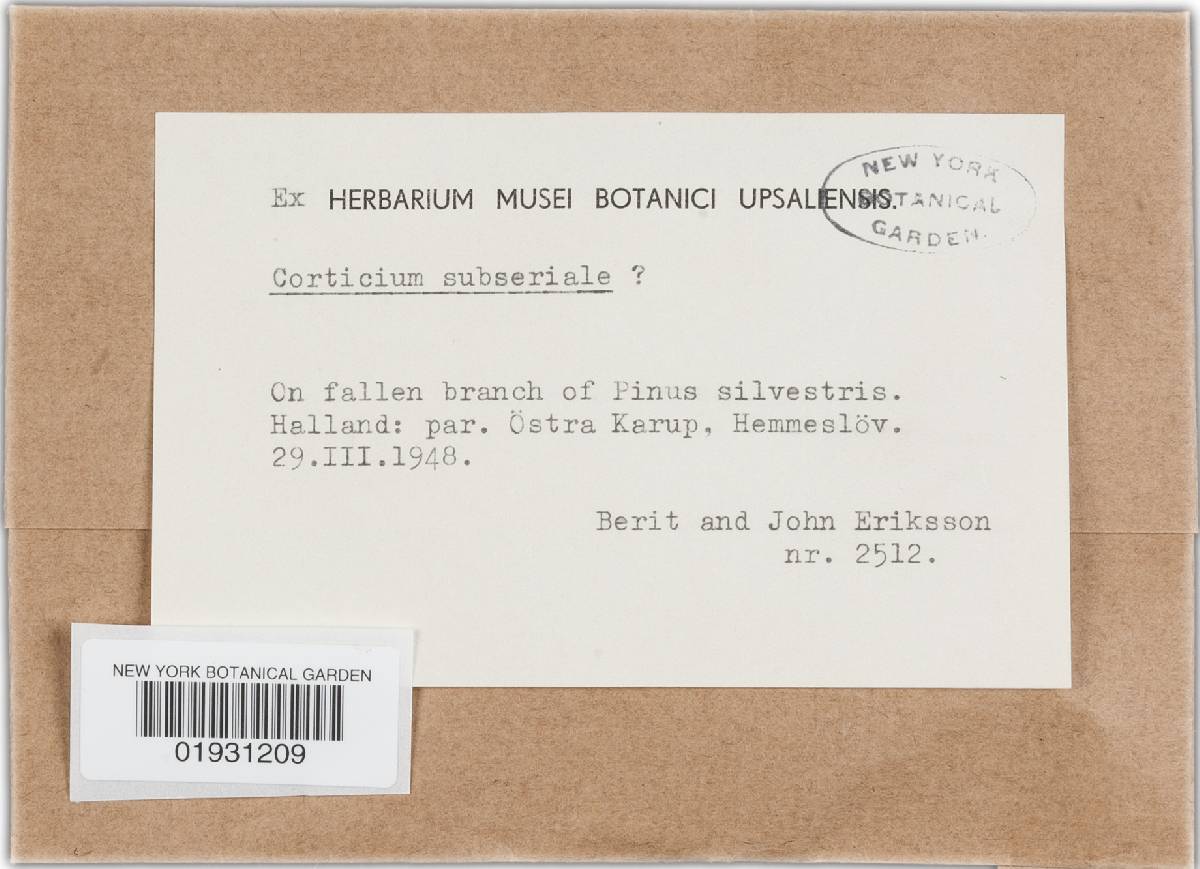 Ex HERBARIUM MUSEI BOTANICI UPSALIENSIS.
NEW YORK
BOTANICAL
GARDEN.
Corticium subseriale ?
On fallen branch of Pinus silvestris.
Halland: par. Östra Karup, Hemmeslöv.
29.III.1948.
Berit and John Eriksson
nr. 2512.
NEW YORK BOTANICAL GARDEN
01931209